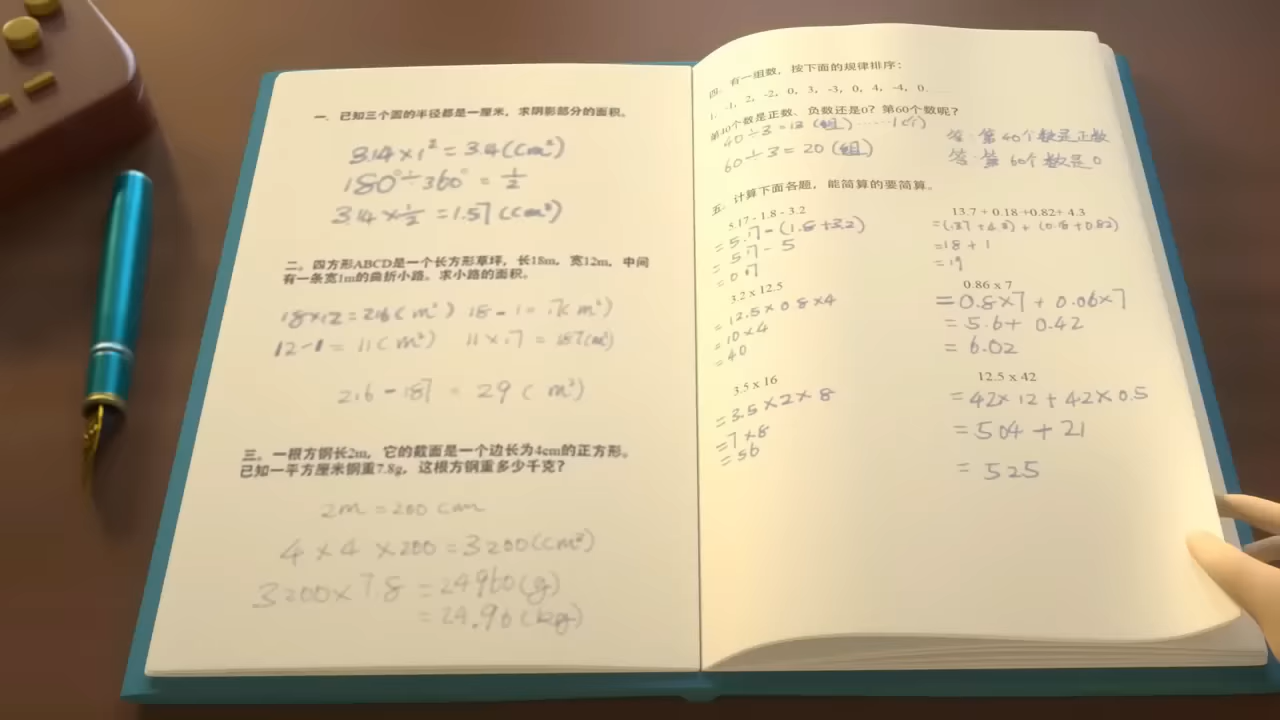 一. 已知三个圆的半径都是一厘米，求阴影部分的面积。
3.14×1²=3.4(cm²)
180°÷360°=½
3.14×½=1.57(cm²)
二。四方形ABCD是一个长方形草坪，长18m，宽12m，中间
有一条宽1m的曲折小路。求小路的面积。
18×12=216(m²) 18-1=17(m²)
12-1=11(m²) 11×17=187(m²)
216-187=29(m²)
三。一根方钢长2m，它的截面是一个边长为4cm的正方形。
已知一平方厘米钢重7.8g，这根方钢重多少千克？
2m=200cm
4×4×200=3200(cm²)
3200×7.8=24960(g)
=24.96(kg)
四. 有一组数，按下面的规律排序：
1. -1, 2, -2, 0, 3, -3, 0, 4, -4, 0.
第40个数是正数、负数还是0？第60个数呢？
40÷3=13(组)……1(个)
60÷3=20(组)
答:第40个数是正数
答:第60个数是0
五. 计算下面各题，能简算的要简算。
5.17 - 1.8 - 3.2
=5.17-(1.8+3.2)
=5.17-5
=0.17
13.7 + 0.18 +0.82+ 4.3
=(13.7+4.3)+(0.18+0.82)
=18+1
=19
3.2 x 12.5
=12.5×0.8×4
=10×4
=40
0.86 x 7
=0.8×7+0.06×7
=5.6+0.42
=6.02
3.5 x 16
=3.5×2×8
=7×8
=56
12.5 x 42
=42×12+42×0.5
=504+21
=525